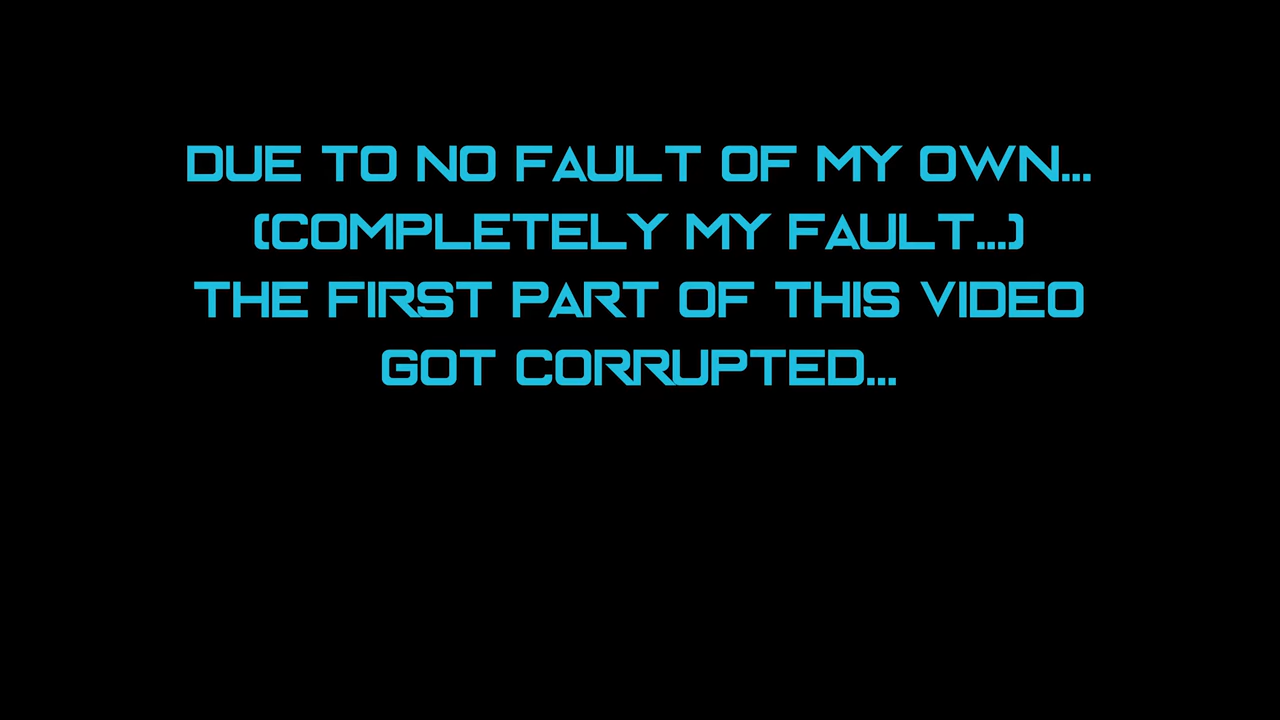 DUE TO NO FAULT OF MY OWN...
(COMPLETELY MY FAULT...)
THE FIRST PART OF THIS VIDEO
GOT CORRUPTED...